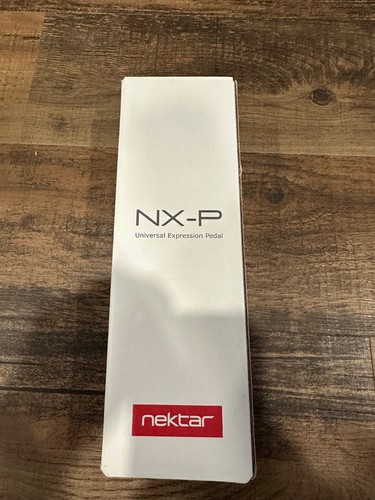 NX-P
Universal Expression Pedal
nektar